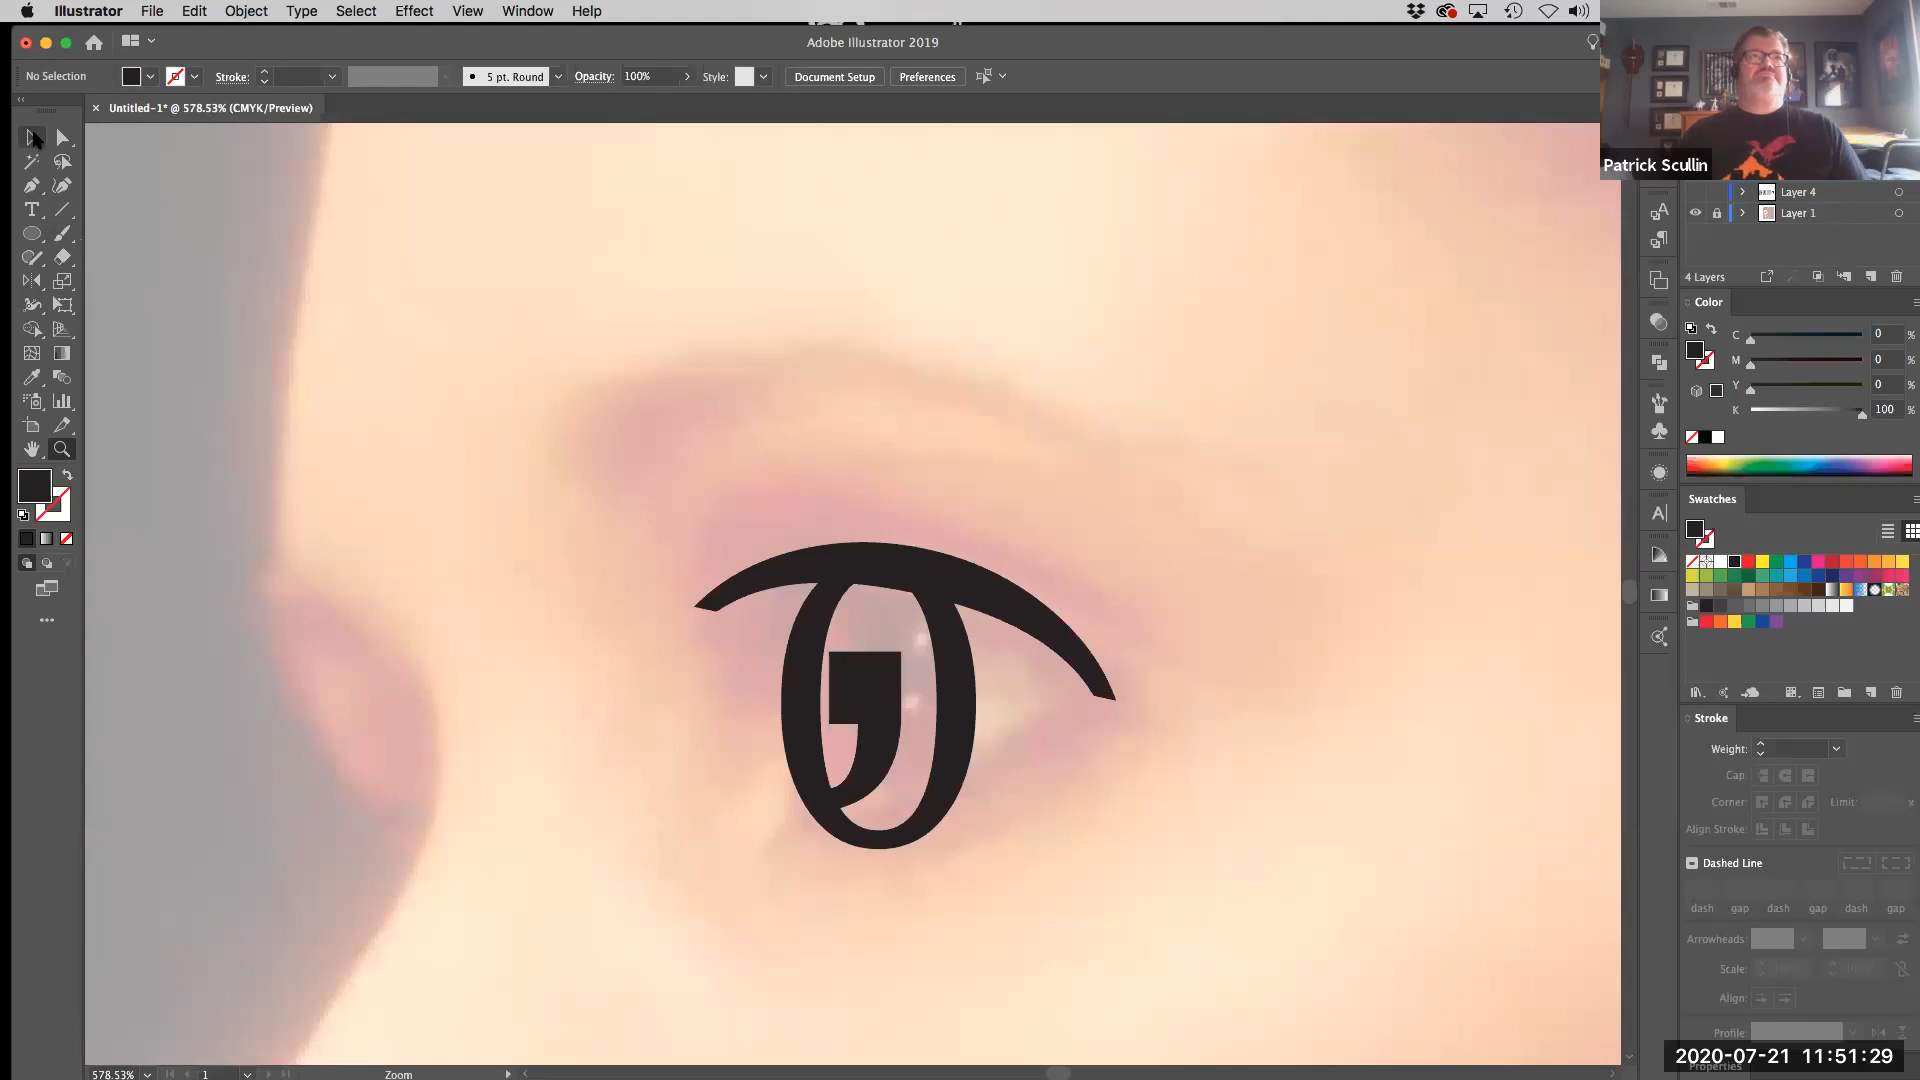 Illustrator File Edit Object Type Select Effect View Window Help
Adobe Illustrator 2019
No Selection Stroke: 5 pt. Round Opacity: 100% Style: Document Setup Preferences
Untitled-1* @ 578.53% (CMYK/Preview)
Patrick Scullin
Layer 4
Layer 1
4 Layers
Color
C 0 %
M 0 %
Y 0 %
K 100 %
Swatches
Stroke
Weight:
Cap:
Corner: Limit: x
Align Stroke:
Dashed Line
dash gap dash gap dash gap
Arrowheads:
Scale: 100% 100%
Align:
Profile:
2020-07-21 11:51:29
Properties
578.53% 1 Zoom